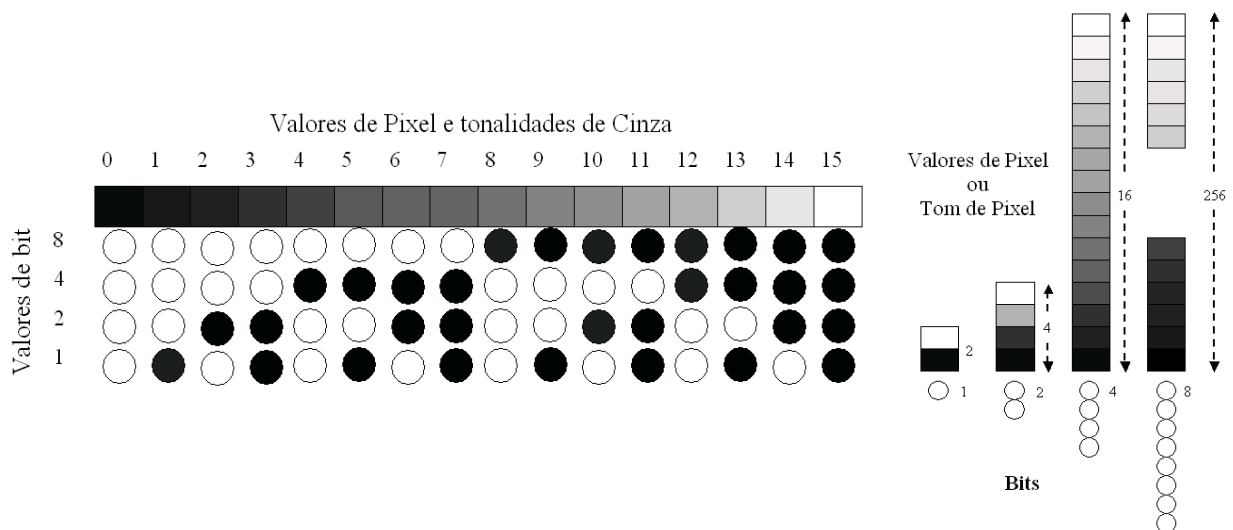 Valores de Pixel e tonalidades de Cinza
0 1 2 3 4 5 6 7 8 9 10 11 12 13 14 15
Valores de bit
8
4
2
1
Valores de Pixel
ou
Tom de Pixel
2
4
16
256
1
2
4
8
Bits